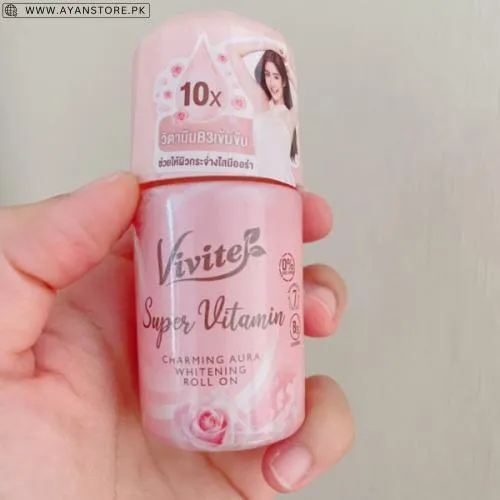 WWW.AYANSTORE.PK
10x
วิตามินB3เข้มข้น
ช่วยให้ผิวกระจ่างใสมีออร่า
Vivite
0%
7
Super Vitamin
CHARMING AURA
WHITENING
ROLL ON